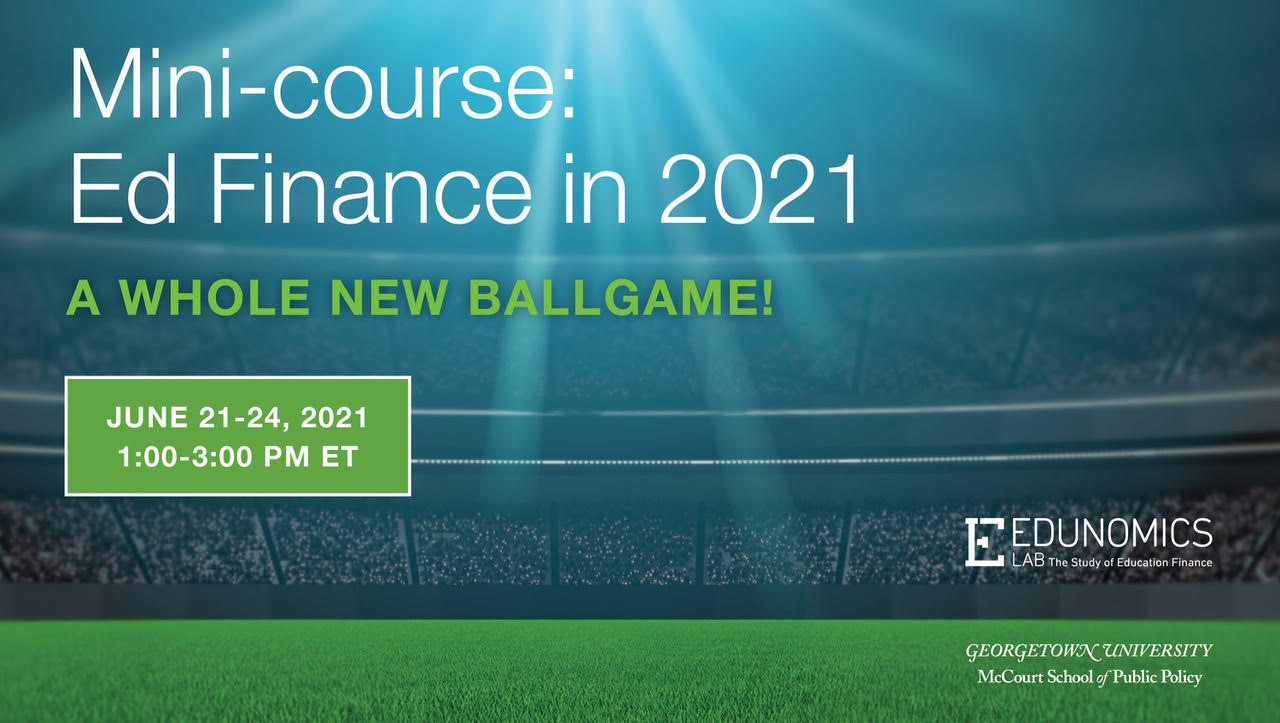 Mini-course:
Ed Finance in 2021
A WHOLE NEW BALLGAME!
JUNE 21-24, 2021
1:00-3:00 PM ET
EDUNOMICS
LAB The Study of Education Finance
GEORGETOWN UNIVERSITY
McCourt School of Public Policy